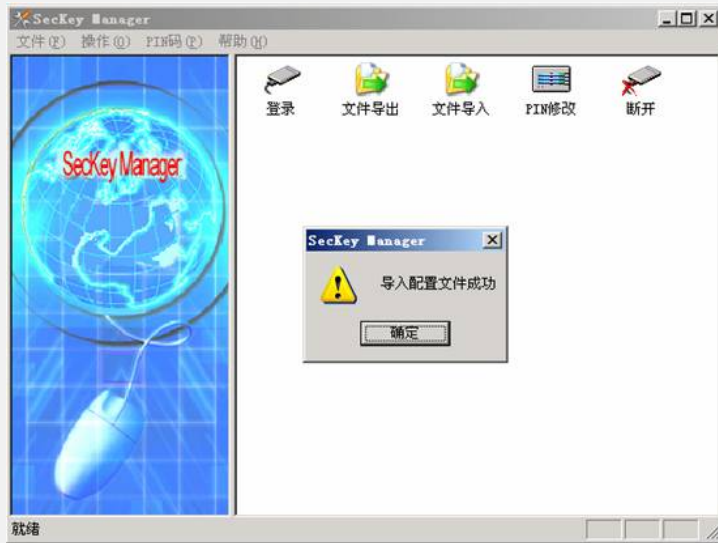 SecKey Manager
文件(F) 操作(O) PIN码(P) 帮助(H)
SecKey Manager
登录 文件导出 文件导入 PIN修改 断开
SecKey Manager
导入配置文件成功
确定
就绪